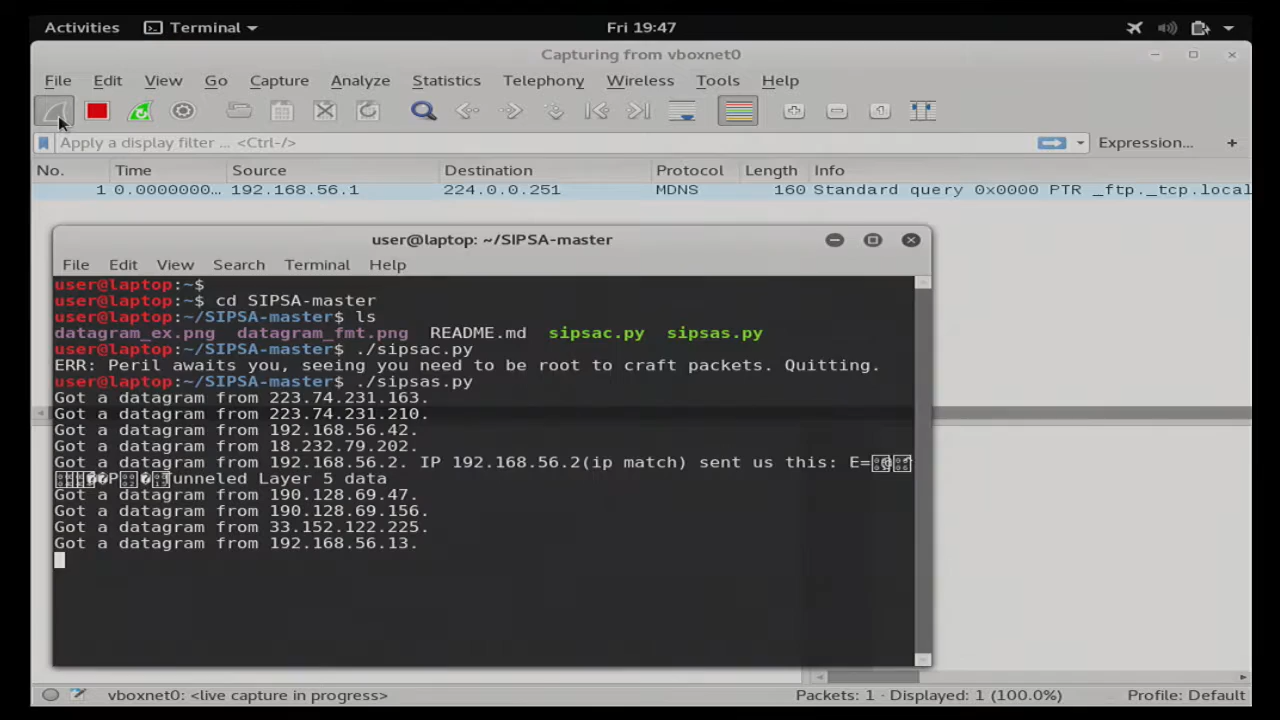 Activities Terminal Fri 19:47
Capturing from vboxnet0
File Edit View Go Capture Analyze Statistics Telephony Wireless Tools Help
Apply a display filter ... <Ctrl-/> Expression... +
No. Time Source Destination Protocol Length Info
1 0.0000000... 192.168.56.1 224.0.0.251 MDNS 160 Standard query 0x0000 PTR _ftp._tcp.local
user@laptop: ~/SIPSA-master
File Edit View Search Terminal Help
user@laptop:~$
user@laptop:~$ cd SIPSA-master
user@laptop:~/SIPSA-master$ ls
datagram_ex.png datagram_fmt.png README.md sipsac.py sipsas.py
user@laptop:~/SIPSA-master$ ./sipsac.py
ERR: Peril awaits you, seeing you need to be root to craft packets. Quitting.
user@laptop:~/SIPSA-master$ ./sipsas.py
Got a datagram from 223.74.231.163.
Got a datagram from 223.74.231.210.
Got a datagram from 192.168.56.42.
Got a datagram from 18.232.79.202.
Got a datagram from 192.168.56.2. IP 192.168.56.2(ip match) sent us this: E=
Tunneled Layer 5 data
Got a datagram from 190.128.69.47.
Got a datagram from 190.128.69.156.
Got a datagram from 33.152.122.225.
Got a datagram from 192.168.56.13.
vboxnet0: <live capture in progress> Packets: 1 · Displayed: 1 (100.0%) Profile: Default